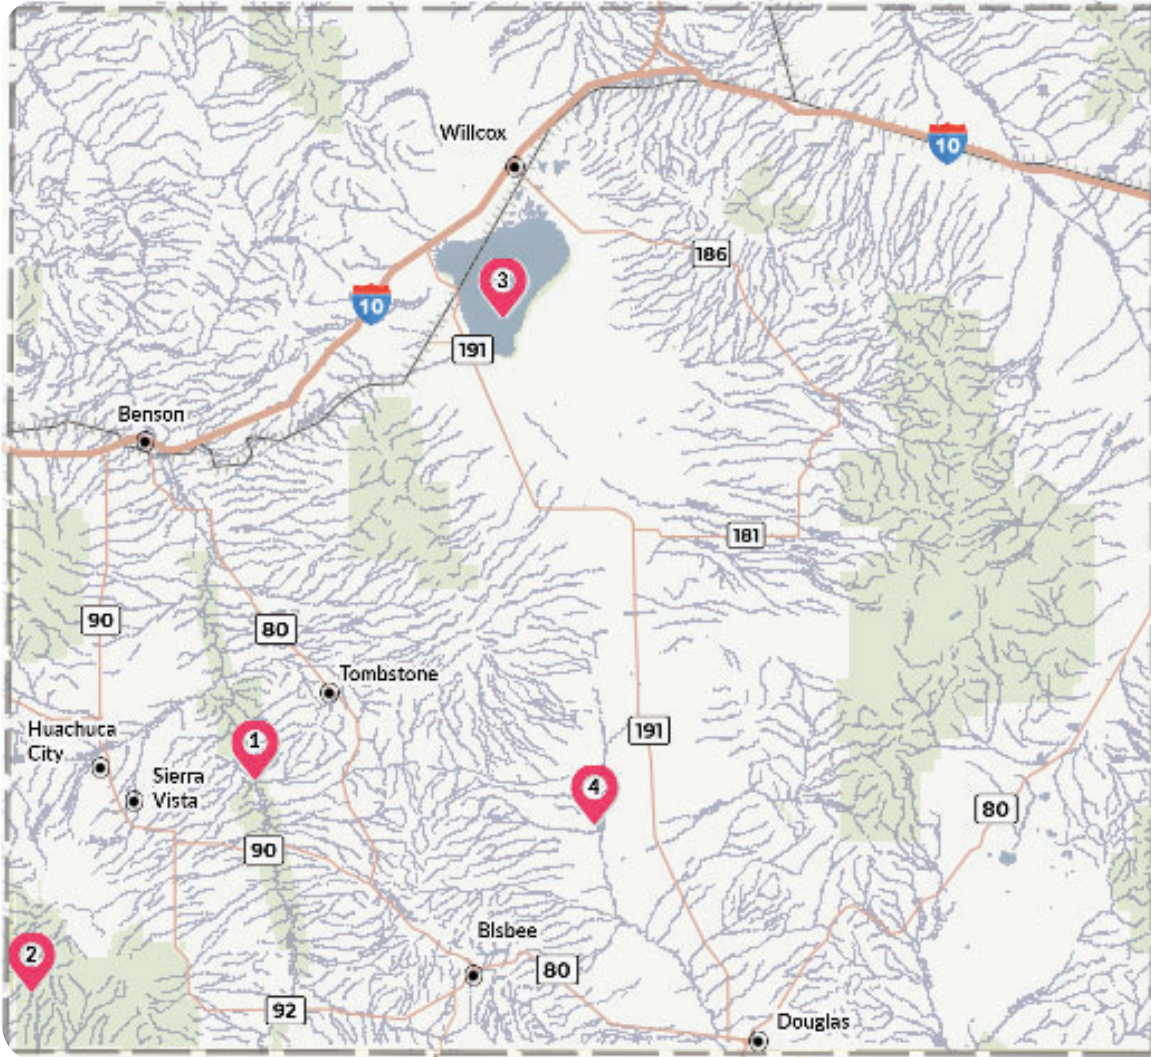 Willcox
10
186
3
10
191
Benson
181
90
80
Tombstone
Huachuca
City
1
191
Sierra
Vista
4
80
90
2
BIsbee
80
92
Douglas